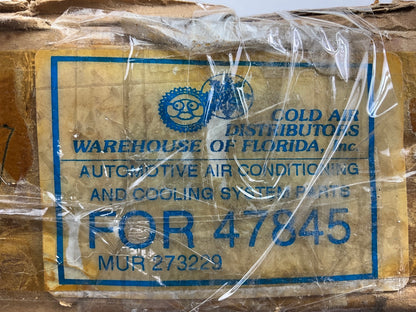 COLD AIR
DISTRIBUTORS
WAREHOUSE OF FLORIDA, Inc.
AUTOMOTIVE AIR CONDITIONING
AND COOLING SYSTEM PARTS
FOR 47845
MUR 273229